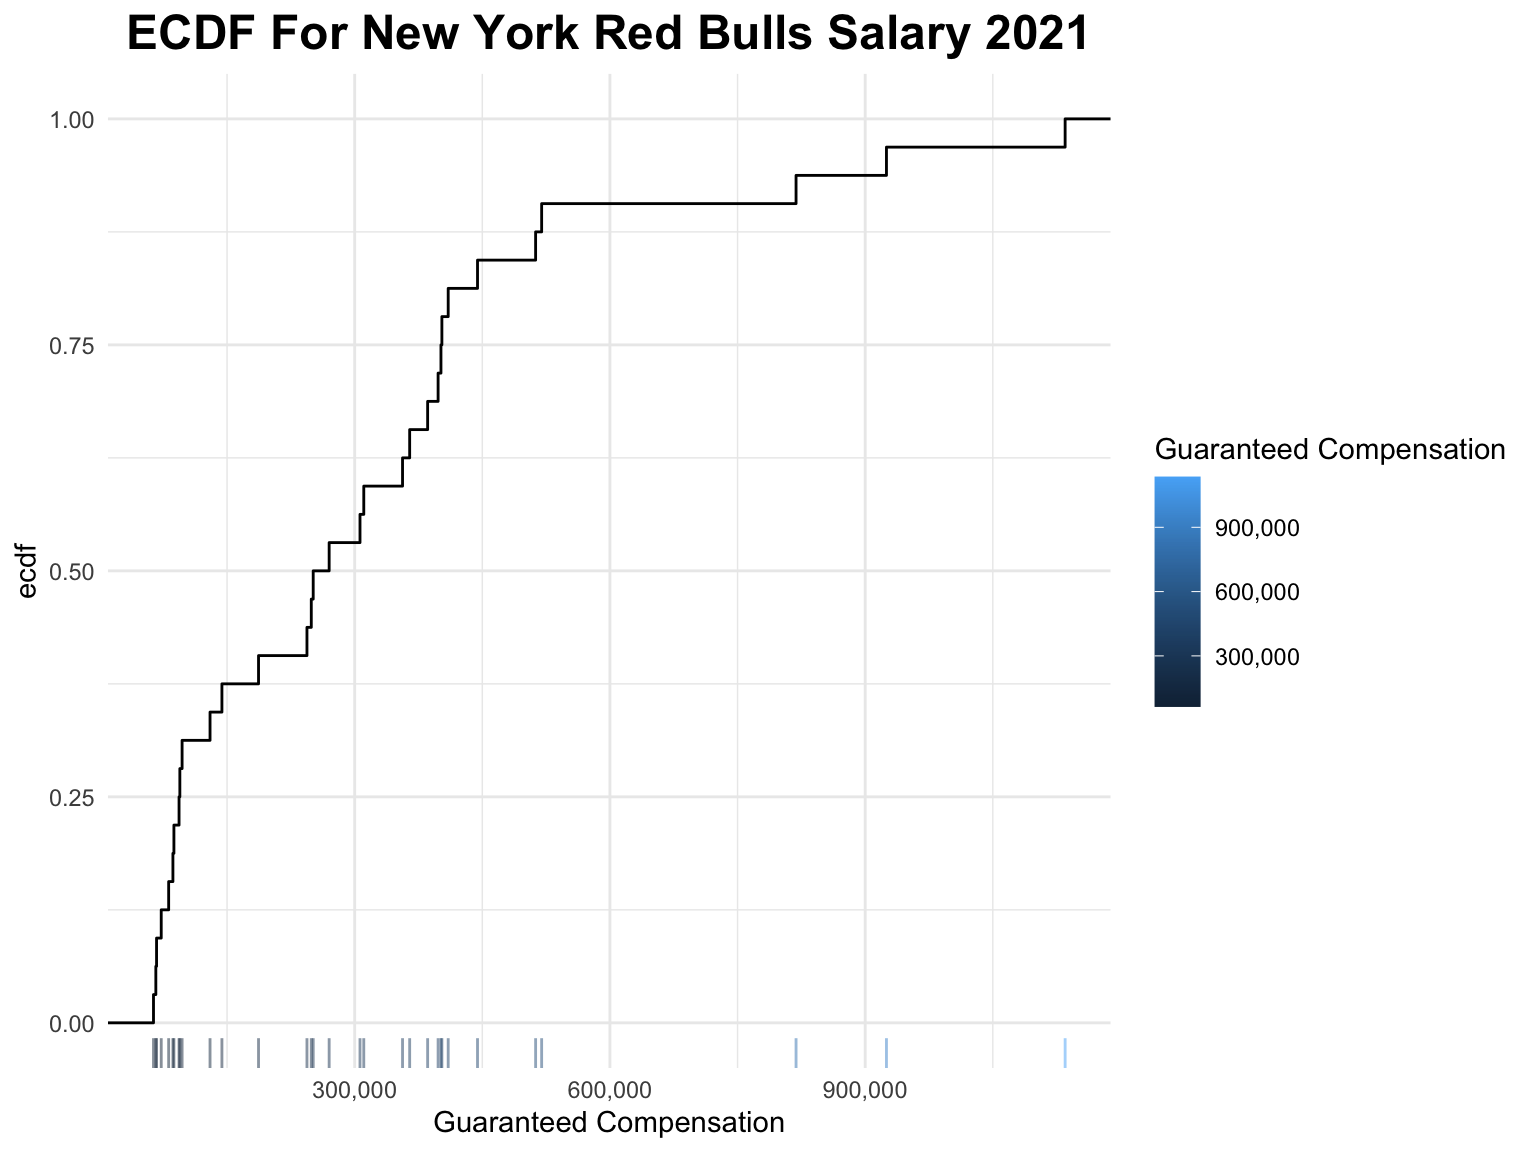 ECDF For New York Red Bulls Salary 2021
1.00
0.75
0.50
0.25
0.00
ecdf
300,000 600,000 900,000
Guaranteed Compensation
Guaranteed Compensation
900,000
600,000
300,000